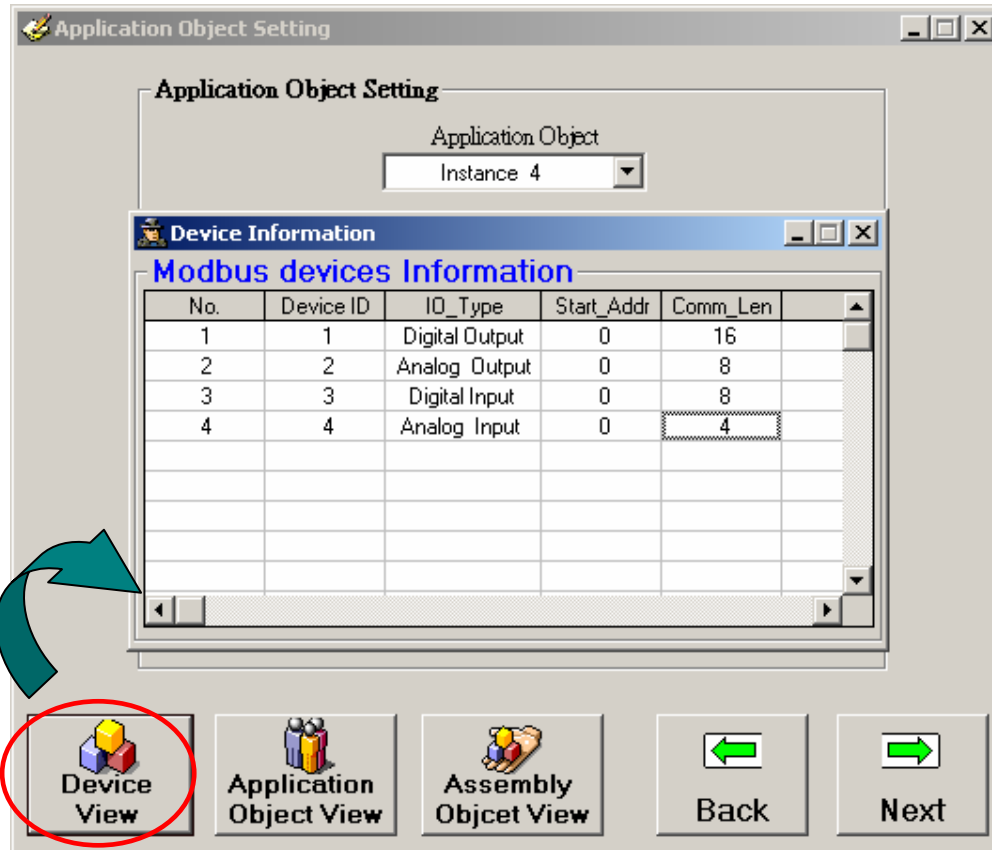 Application Object Setting
Application Object Setting
Application Object
Instance 4
Device Information
Modbus devices Information
No. Device ID IO_Type Start_Addr Comm_Len
1 1 Digital Output 0 16
2 2 Analog Output 0 8
3 3 Digital Input 0 8
4 4 Analog Input 0 4
Device View
Application Object View
Assembly Objcet View
Back
Next